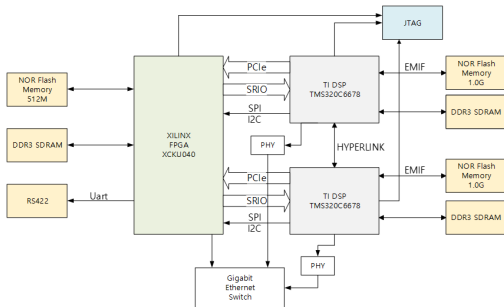 JTAG
NOR Flash
Memory
512M
DDR3 SDRAM
RS422
Uart
XILINX
FPGA
XCKU040
PCIe
SRIO
SPI
I2C
TI DSP
TMS320C6678
EMIF
NOR Flash
Memory
1.0G
DDR3 SDRAM
PHY
HYPERLINK
PCIe
SRIO
SPI
I2C
TI DSP
TMS320C6678
EMIF
NOR Flash
Memory
1.0G
DDR3 SDRAM
PHY
Gigabit
Ethernet
Switch